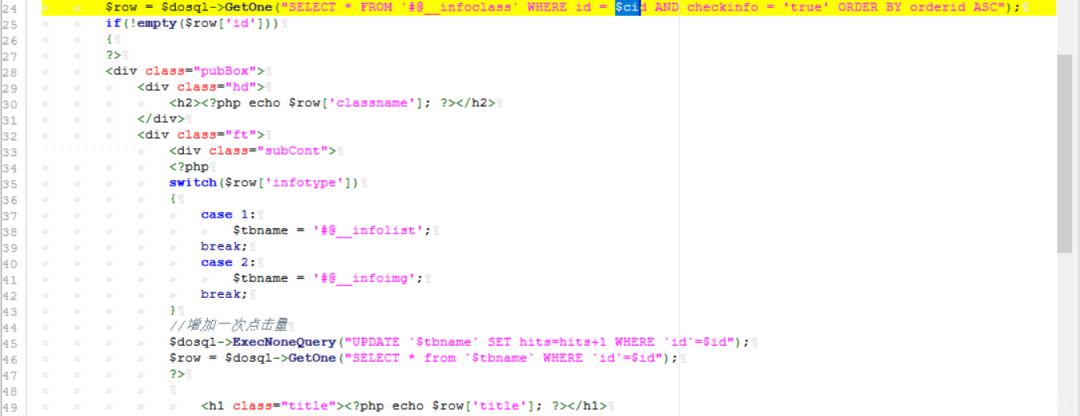 24 $row = $dosql->GetOne("SELECT * FROM `#@__infoclass` WHERE id = $cid AND checkinfo = 'true' ORDER BY orderid ASC");
25 if(!empty($row['id']))
26 {
27 ?>
28 <div class="pubBox">
29 <div class="hd">
30 <h2><?php echo $row['classname']; ?></h2>
31 </div>
32 <div class="ft">
33 <div class="subCont">
34 <?php
35 switch($row['infotype'])
36 {
37 case 1:
38 $tbname = '#@__infolist';
39 break;
40 case 2:
41 $tbname = '#@__infoimg';
42 break;
43 }
44 //增加一次点击量
45 $dosql->ExecNoneQuery("UPDATE `$tbname` SET hits=hits+1 WHERE `id`=$id");
46 $row = $dosql->GetOne("SELECT * from `$tbname` WHERE `id`=$id");
47 ?>
48
49 <h1 class="title"><?php echo $row['title']; ?></h1>